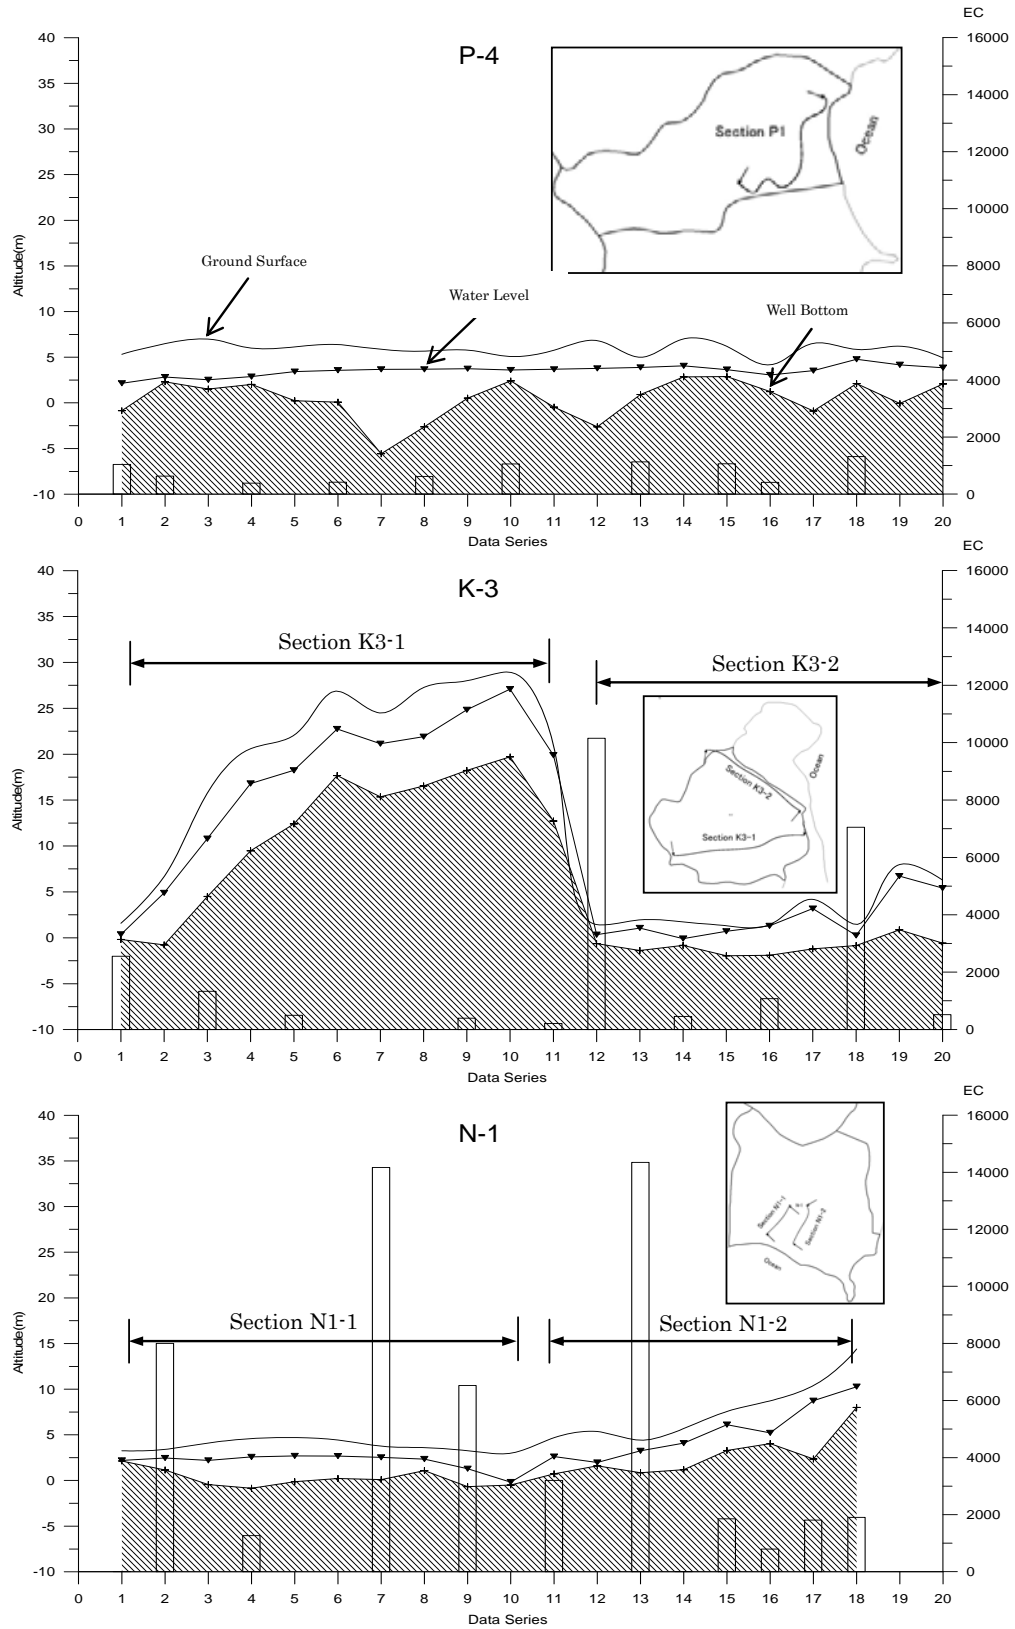 EC
P-4
40
35
30
25
20
15
10
5
0
-5
-10
Altitude(m)
16000
14000
12000
10000
8000
6000
4000
2000
0
Section P1
Ocean
Ground Surface
Water Level
Well Bottom
0 1 2 3 4 5 6 7 8 9 10 11 12 13 14 15 16 17 18 19 20
Data Series
EC
K-3
40
35
30
25
20
15
10
5
0
-5
-10
Altitude(m)
16000
14000
12000
10000
8000
6000
4000
2000
0
Section K3-1
Section K3-2
Ocean
Section K3-2
Section K3-1
0 1 2 3 4 5 6 7 8 9 10 11 12 13 14 15 16 17 18 19 20
Data Series
EC
N-1
40
35
30
25
20
15
10
5
0
-5
-10
Altitude(m)
16000
14000
12000
10000
8000
6000
4000
2000
0
Section N1-1
Section N1-2
Ocean
Section N1-1
Section N1-2
0 1 2 3 4 5 6 7 8 9 10 11 12 13 14 15 16 17 18 19 20
Data Series